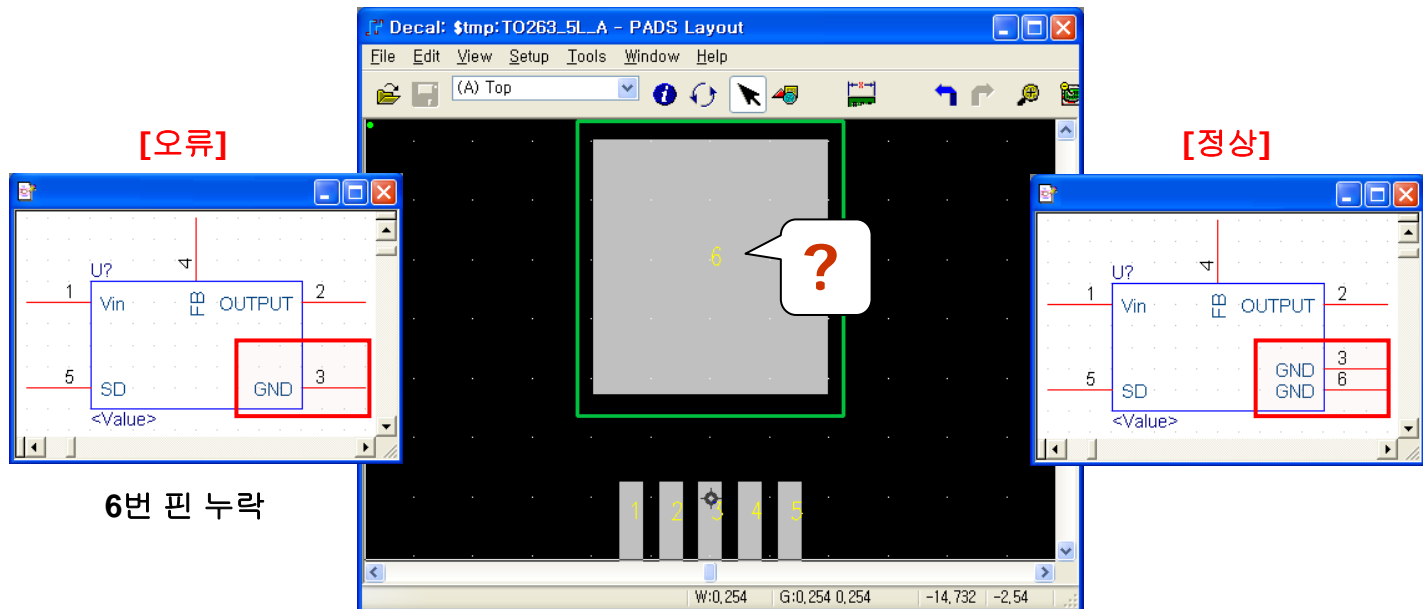 Decal: $tmp:TO263_5L_A - PADS Layout
File Edit View Setup Tools Window Help
(A) Top
[오류]
[정상]
U?
4
1
Vin
FB
OUTPUT
2
5
SD
GND
3
<Value>
6번 핀 누락
6
?
1 2 3 4 5
W:0,254 G:0,254 0,254 -14,732 -2,54
U?
4
1
Vin
FB
OUTPUT
2
GND
3
5
SD
GND
6
<Value>